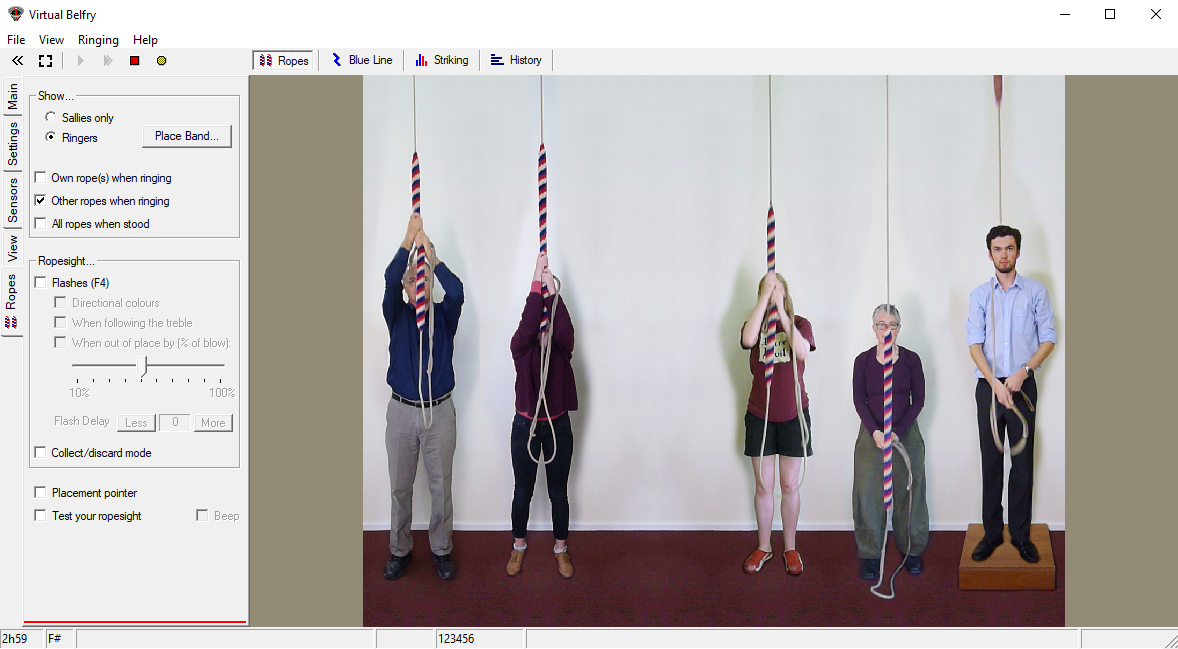 Virtual Belfry
File View Ringing Help
Ropes Blue Line Striking History
Main
Settings
Sensors
View
Ropes
Show...
Sallies only
Ringers
Place Band...
Own rope(s) when ringing
Other ropes when ringing
All ropes when stood
Ropesight...
Flashes (F4)
Directional colours
When following the treble
When out of place by (% of blow):
10% 100%
Flash Delay Less 0 More
Collect/discard mode
Placement pointer
Test your ropesight Beep
2h59 F# 123456